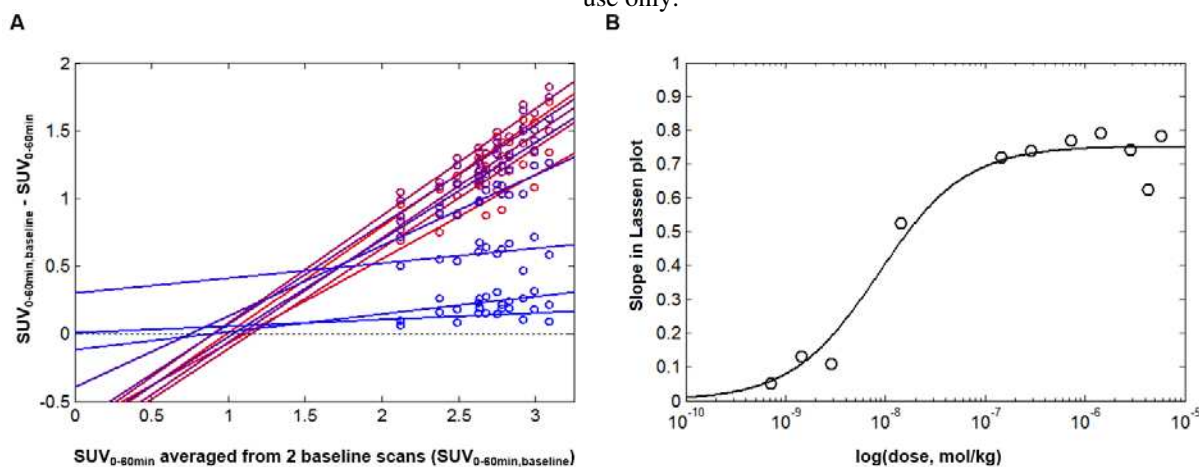 use only.
A
B
2
1.5
1
0.5
0
-0.5
0 0.5 1 1.5 2 2.5 3
SUV0-60min,baseline - SUV0-60min
SUV0-60min averaged from 2 baseline scans (SUV0-60min,baseline)
1
0.9
0.8
0.7
0.6
0.5
0.4
0.3
0.2
0.1
0
10-10 10-9 10-8 10-7 10-6 10-5
Slope in Lassen plot
log(dose, mol/kg)